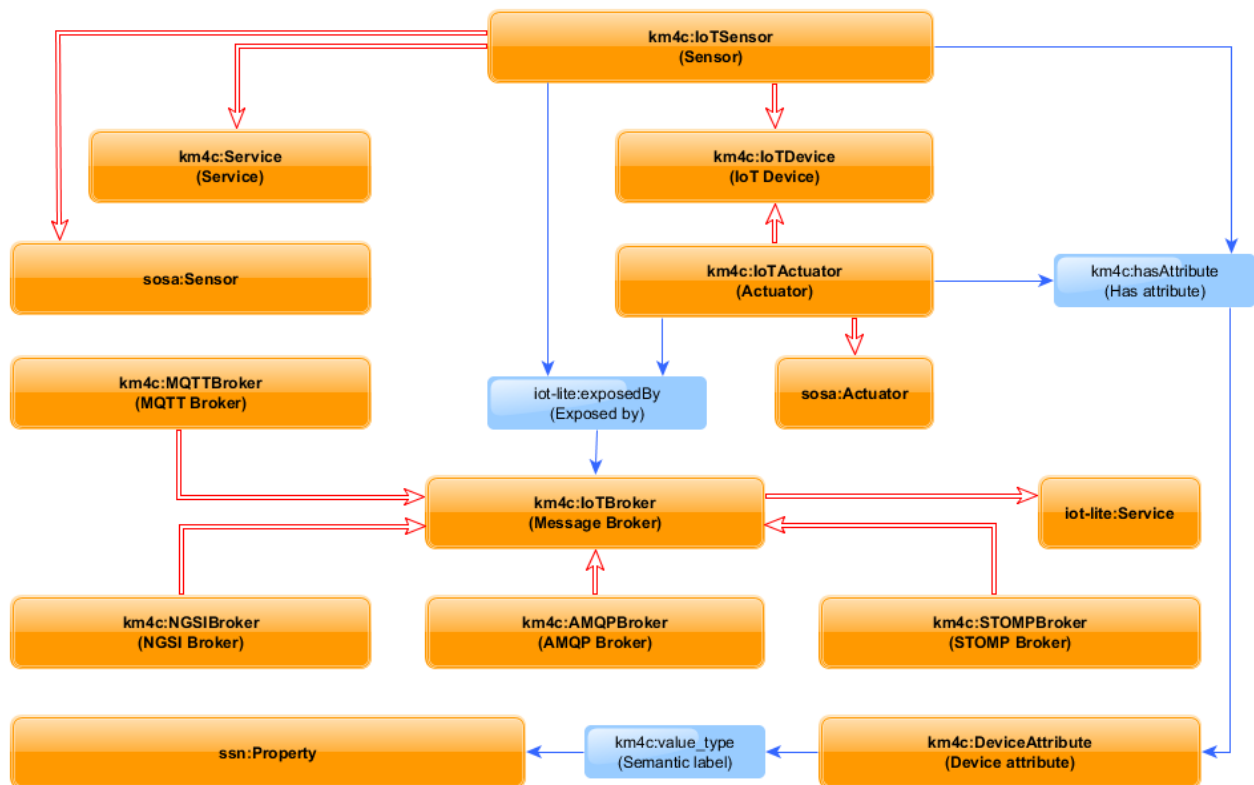 km4c:IoTSensor
(Sensor)
km4c:Service
(Service)
km4c:IoTDevice
(IoT Device)
sosa:Sensor
km4c:IoTActuator
(Actuator)
km4c:hasAttribute
(Has attribute)
km4c:MQTTBroker
(MQTT Broker)
iot-lite:exposedBy
(Exposed by)
sosa:Actuator
km4c:IoTBroker
(Message Broker)
iot-lite:Service
km4c:NGSIBroker
(NGSI Broker)
km4c:AMQPBroker
(AMQP Broker)
km4c:STOMPBroker
(STOMP Broker)
ssn:Property
km4c:value_type
(Semantic label)
km4c:DeviceAttribute
(Device attribute)